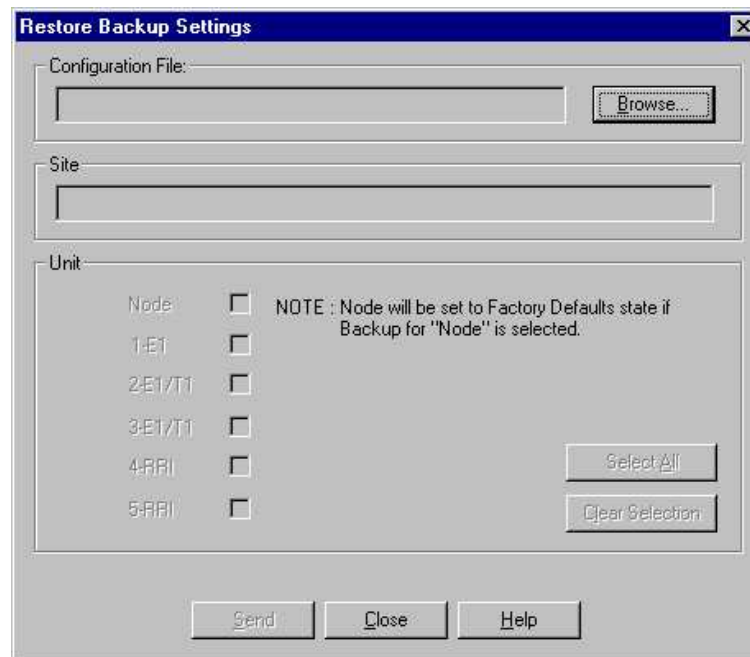 Restore Backup Settings
Configuration File:
Browse...
Site
Unit
Node
NOTE : Node will be set to Factory Defaults state if
Backup for "Node" is selected.
1-E1
2-E1/T1
3-E1/T1
4-RRI
5-RRI
Select All
Clear Selection
Send
Close
Help